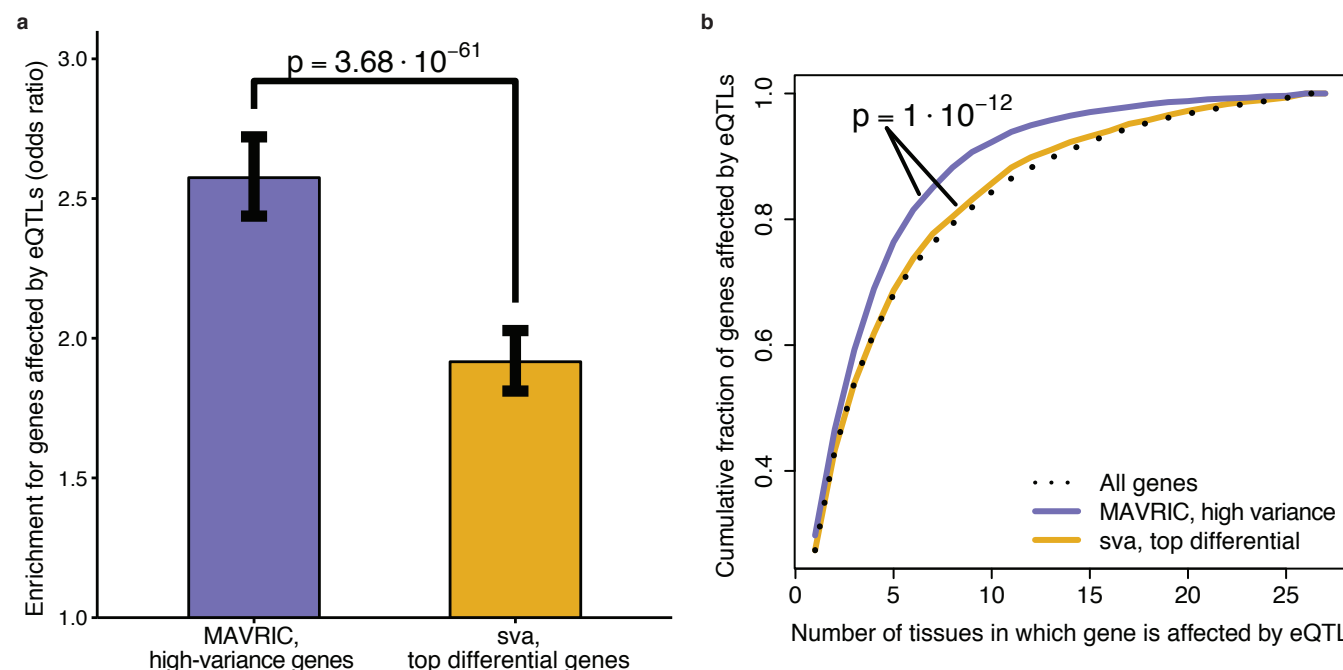 a
Enrichment for genes affected by eQTLs (odds ratio)
3.0
2.5
2.0
1.5
1.0
p = 3.68 · 10⁻⁶¹
MAVRIC,
high-variance genes
sva,
top differential genes
b
Cumulative fraction of genes affected by eQTLs
1.0
0.8
0.6
0.4
p = 1 · 10⁻¹²
All genes
MAVRIC, high variance
sva, top differential
0 5 10 15 20 25
Number of tissues in which gene is affected by eQTL